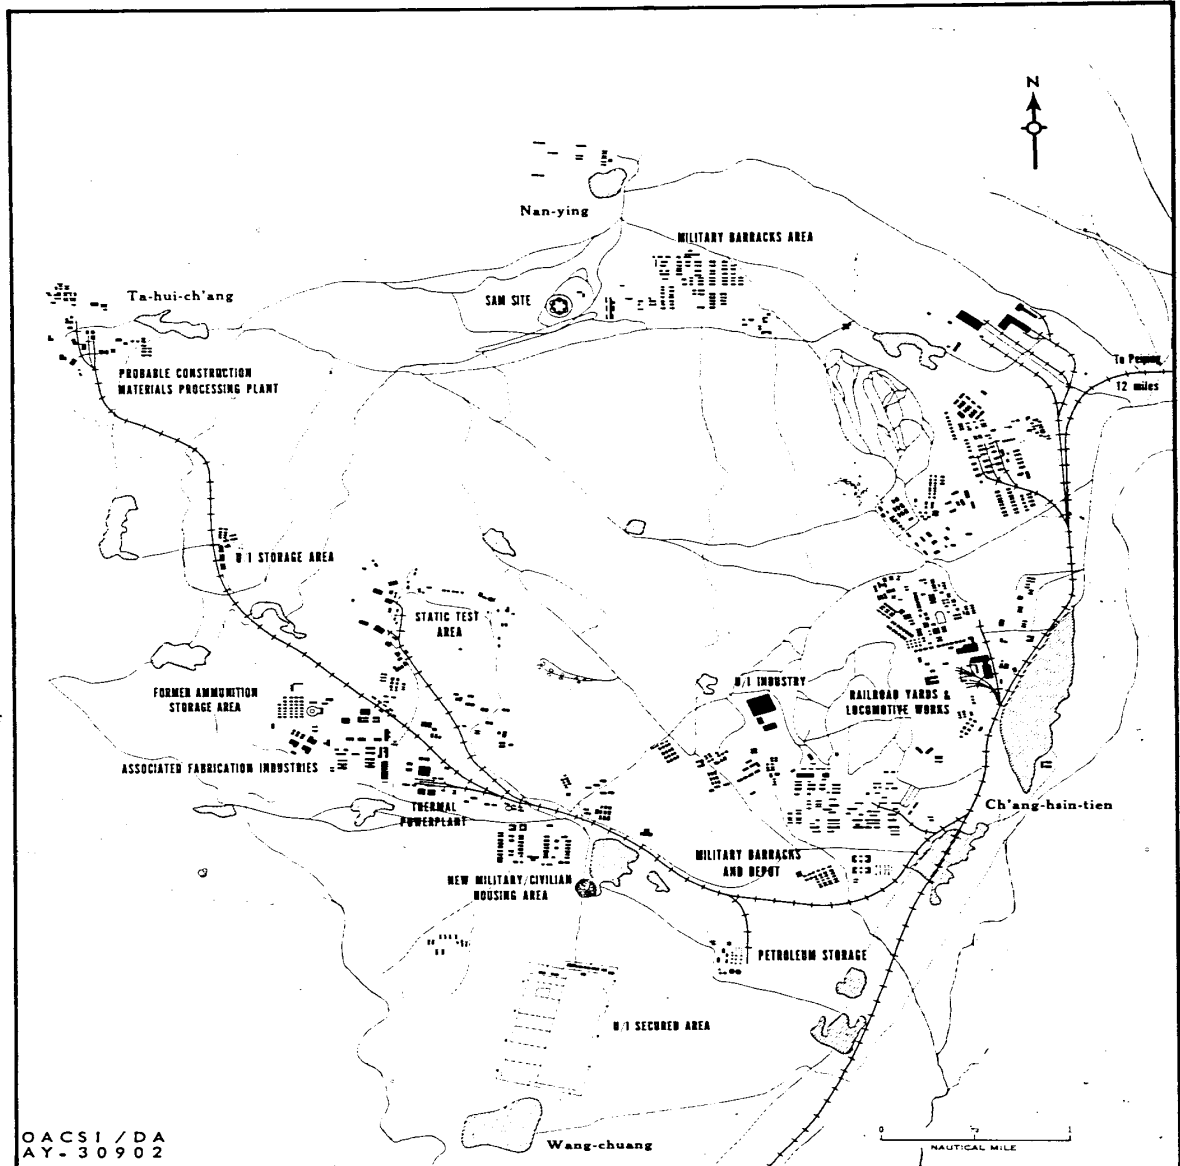 N
Nan-ying
MILITARY BARRACKS AREA
Ta-hui-ch'ang
SAM SITE
To Peiping
12 miles
PROBABLE CONSTRUCTION
MATERIALS PROCESSING PLANT
U/I STORAGE AREA
STATIC TEST
AREA
U/I INDUSTRY
RAILROAD YARDS &
LOCOMOTIVE WORKS
FORMER AMMUNITION
STORAGE AREA
ASSOCIATED FABRICATION INDUSTRIES
THERMAL
POWERPLANT
Ch'ang-hsin-tien
MILITARY BARRACKS
AND DEPOT
NEW MILITARY/CIVILIAN
HOUSING AREA
PETROLEUM STORAGE
U/I SECURED AREA
Wang-chuang
OACSI/DA
AY-30902
0 1
NAUTICAL MILE